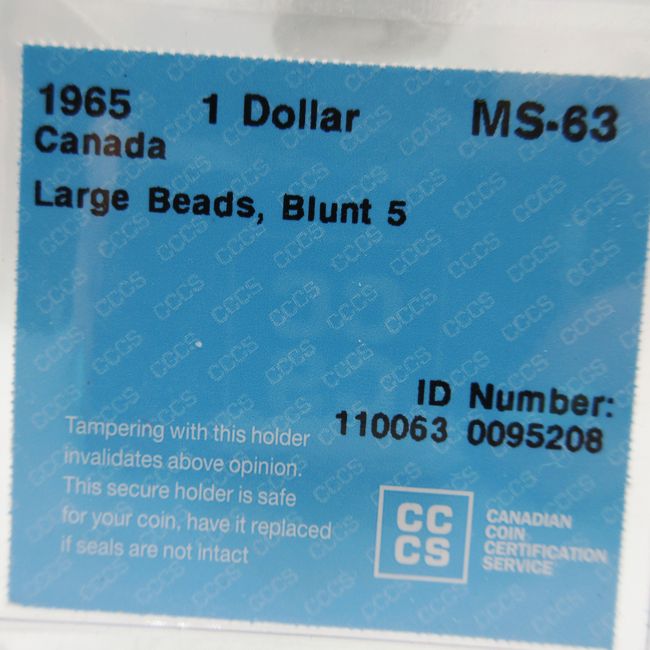 1965 1 Dollar MS-63
Canada
Large Beads, Blunt 5
ID Number:
110063 0095208
Tampering with this holder
invalidates above opinion.
This secure holder is safe
for your coin, have it replaced
if seals are not intact
CC
CS
CANADIAN
COIN
CERTIFICATION
SERVICE